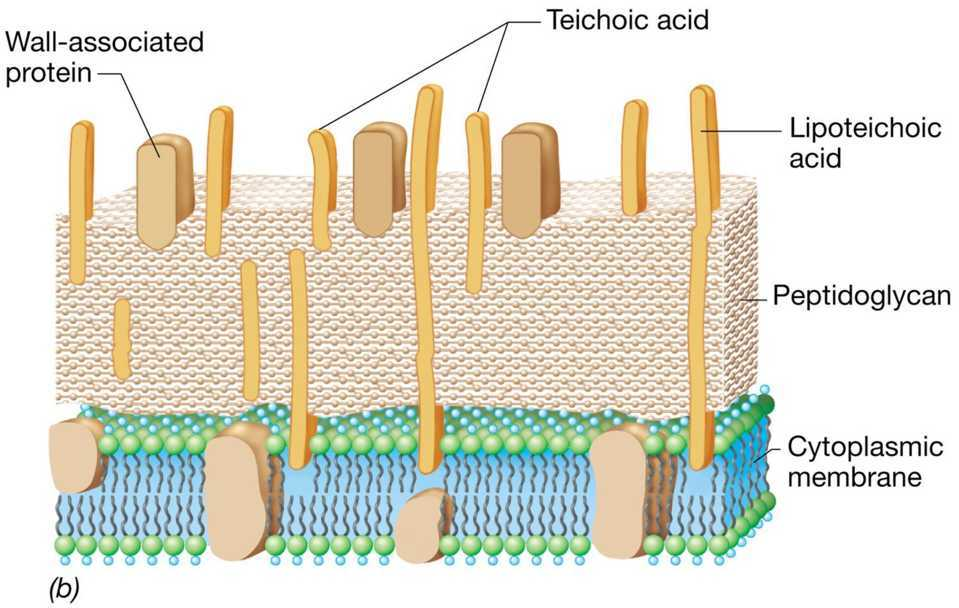 Teichoic acid
Wall-associated
protein
Lipoteichoic
acid
Peptidoglycan
Cytoplasmic
membrane
(b)